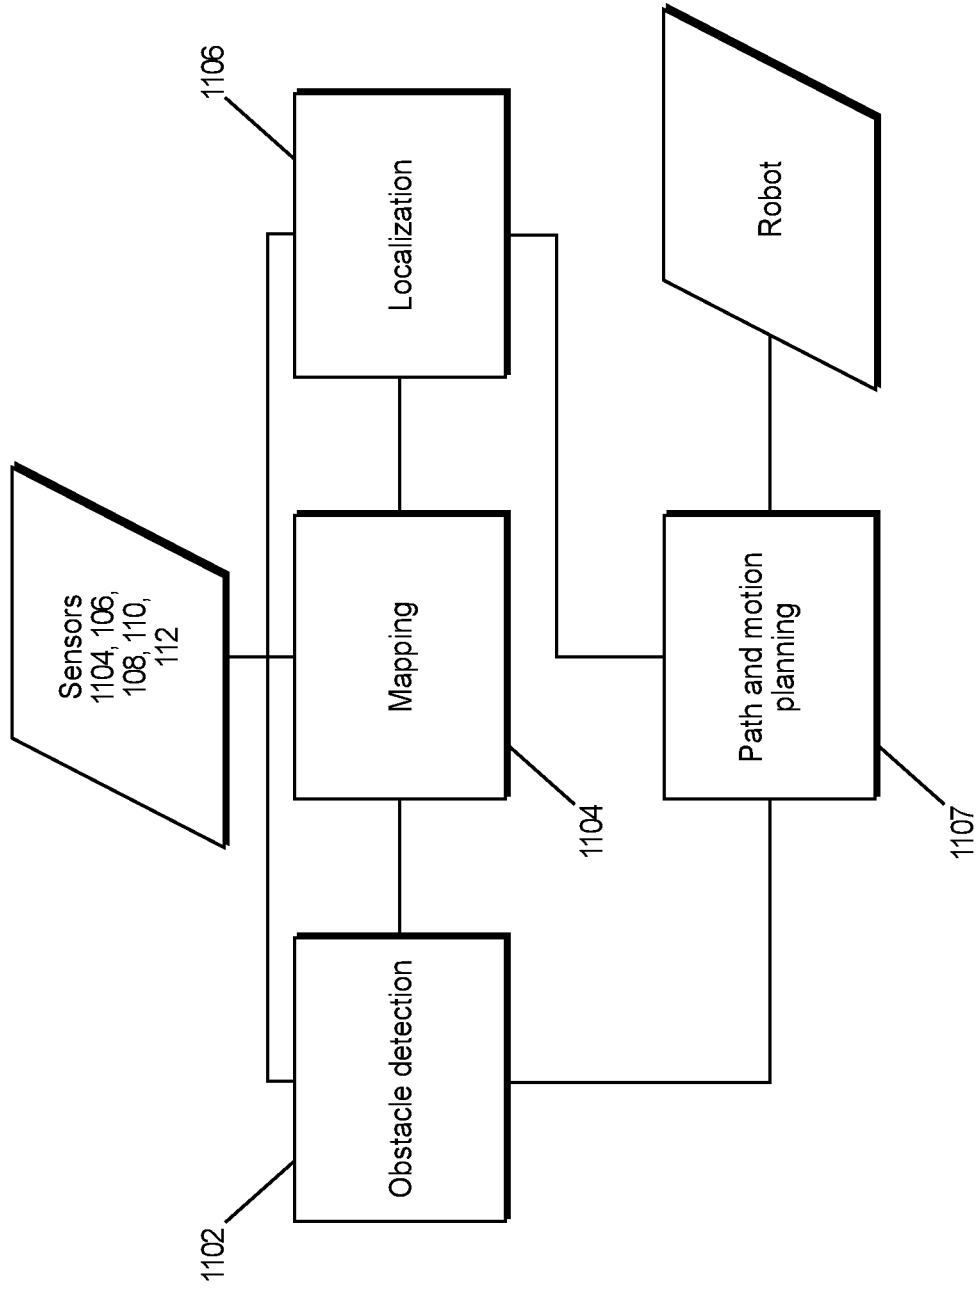 Sensors
1104, 106,
108, 110,
112
1102
Obstacle detection
Mapping
1104
Localization
1106
Path and motion
planning
1107
Robot